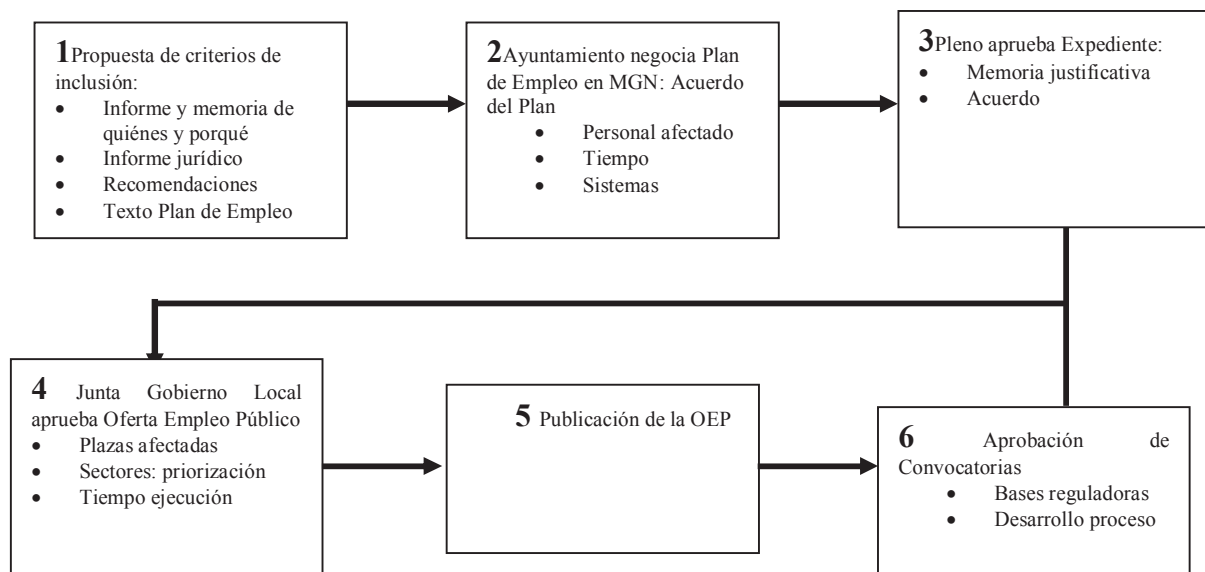 1Propuesta de criterios de
inclusión:
• Informe y memoria de
quiénes y porqué
• Informe jurídico
• Recomendaciones
• Texto Plan de Empleo
2Ayuntamiento negocia Plan
de Empleo en MGN: Acuerdo
del Plan
• Personal afectado
• Tiempo
• Sistemas
3Pleno aprueba Expediente:
• Memoria justificativa
• Acuerdo
4 Junta Gobierno Local
aprueba Oferta Empleo Público
• Plazas afectadas
• Sectores: priorización
• Tiempo ejecución
5 Publicación de la OEP
6 Aprobación de
Convocatorias
• Bases reguladoras
• Desarrollo proceso